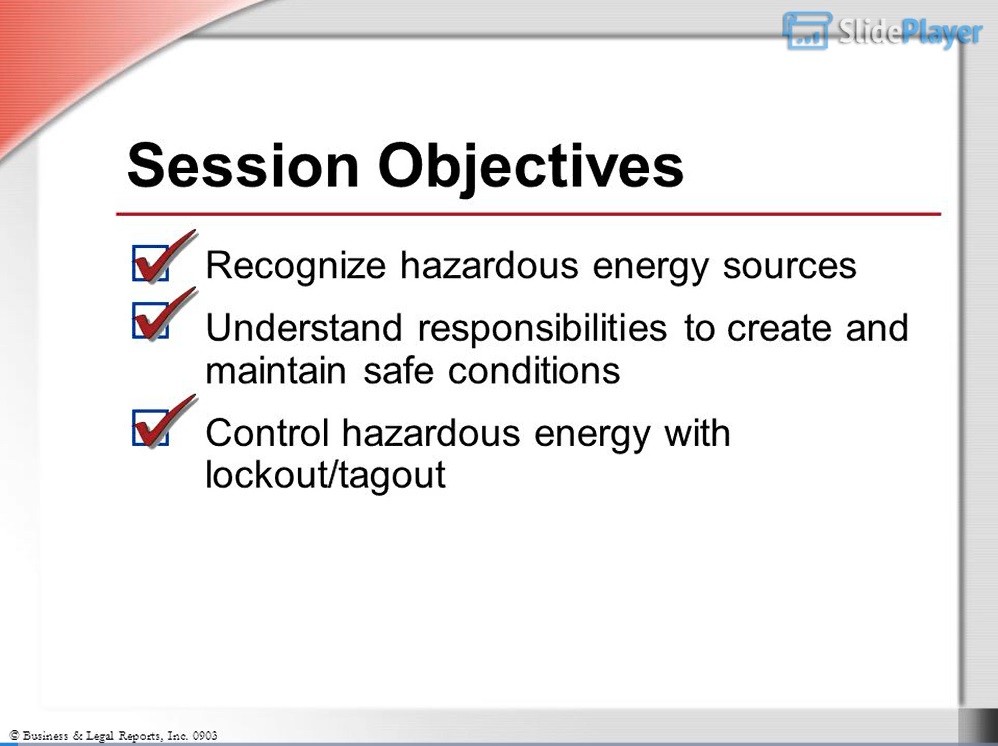 SlidePlayer
Session Objectives
Recognize hazardous energy sources
Understand responsibilities to create and
maintain safe conditions
Control hazardous energy with
lockout/tagout
© Business & Legal Reports, Inc. 0903